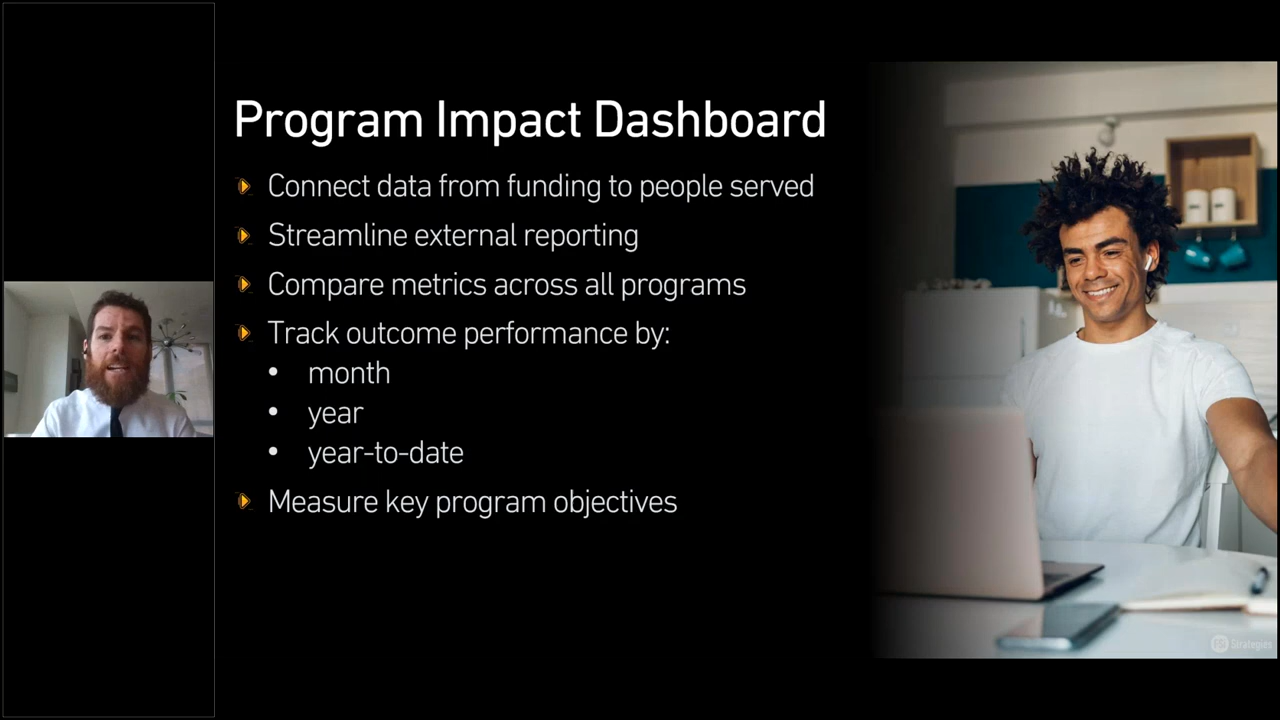 Program Impact Dashboard
Connect data from funding to people served
Streamline external reporting
Compare metrics across all programs
Track outcome performance by:
• month
• year
• year-to-date
Measure key program objectives
Strategies